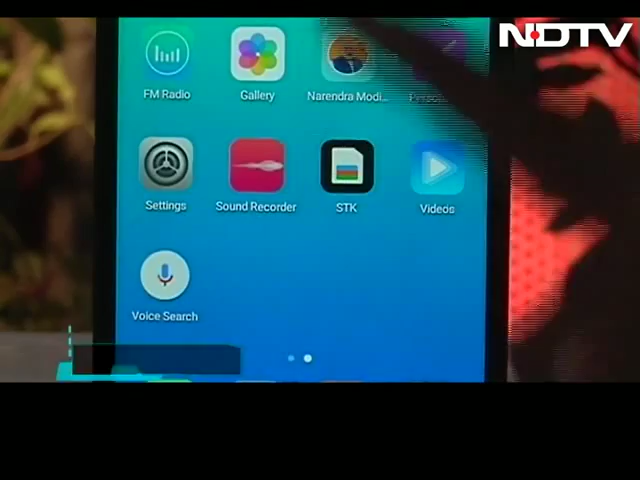 NDTV
FM Radio
Gallery
Narendra Modi...
Settings
Sound Recorder
STK
Videos
Voice Search